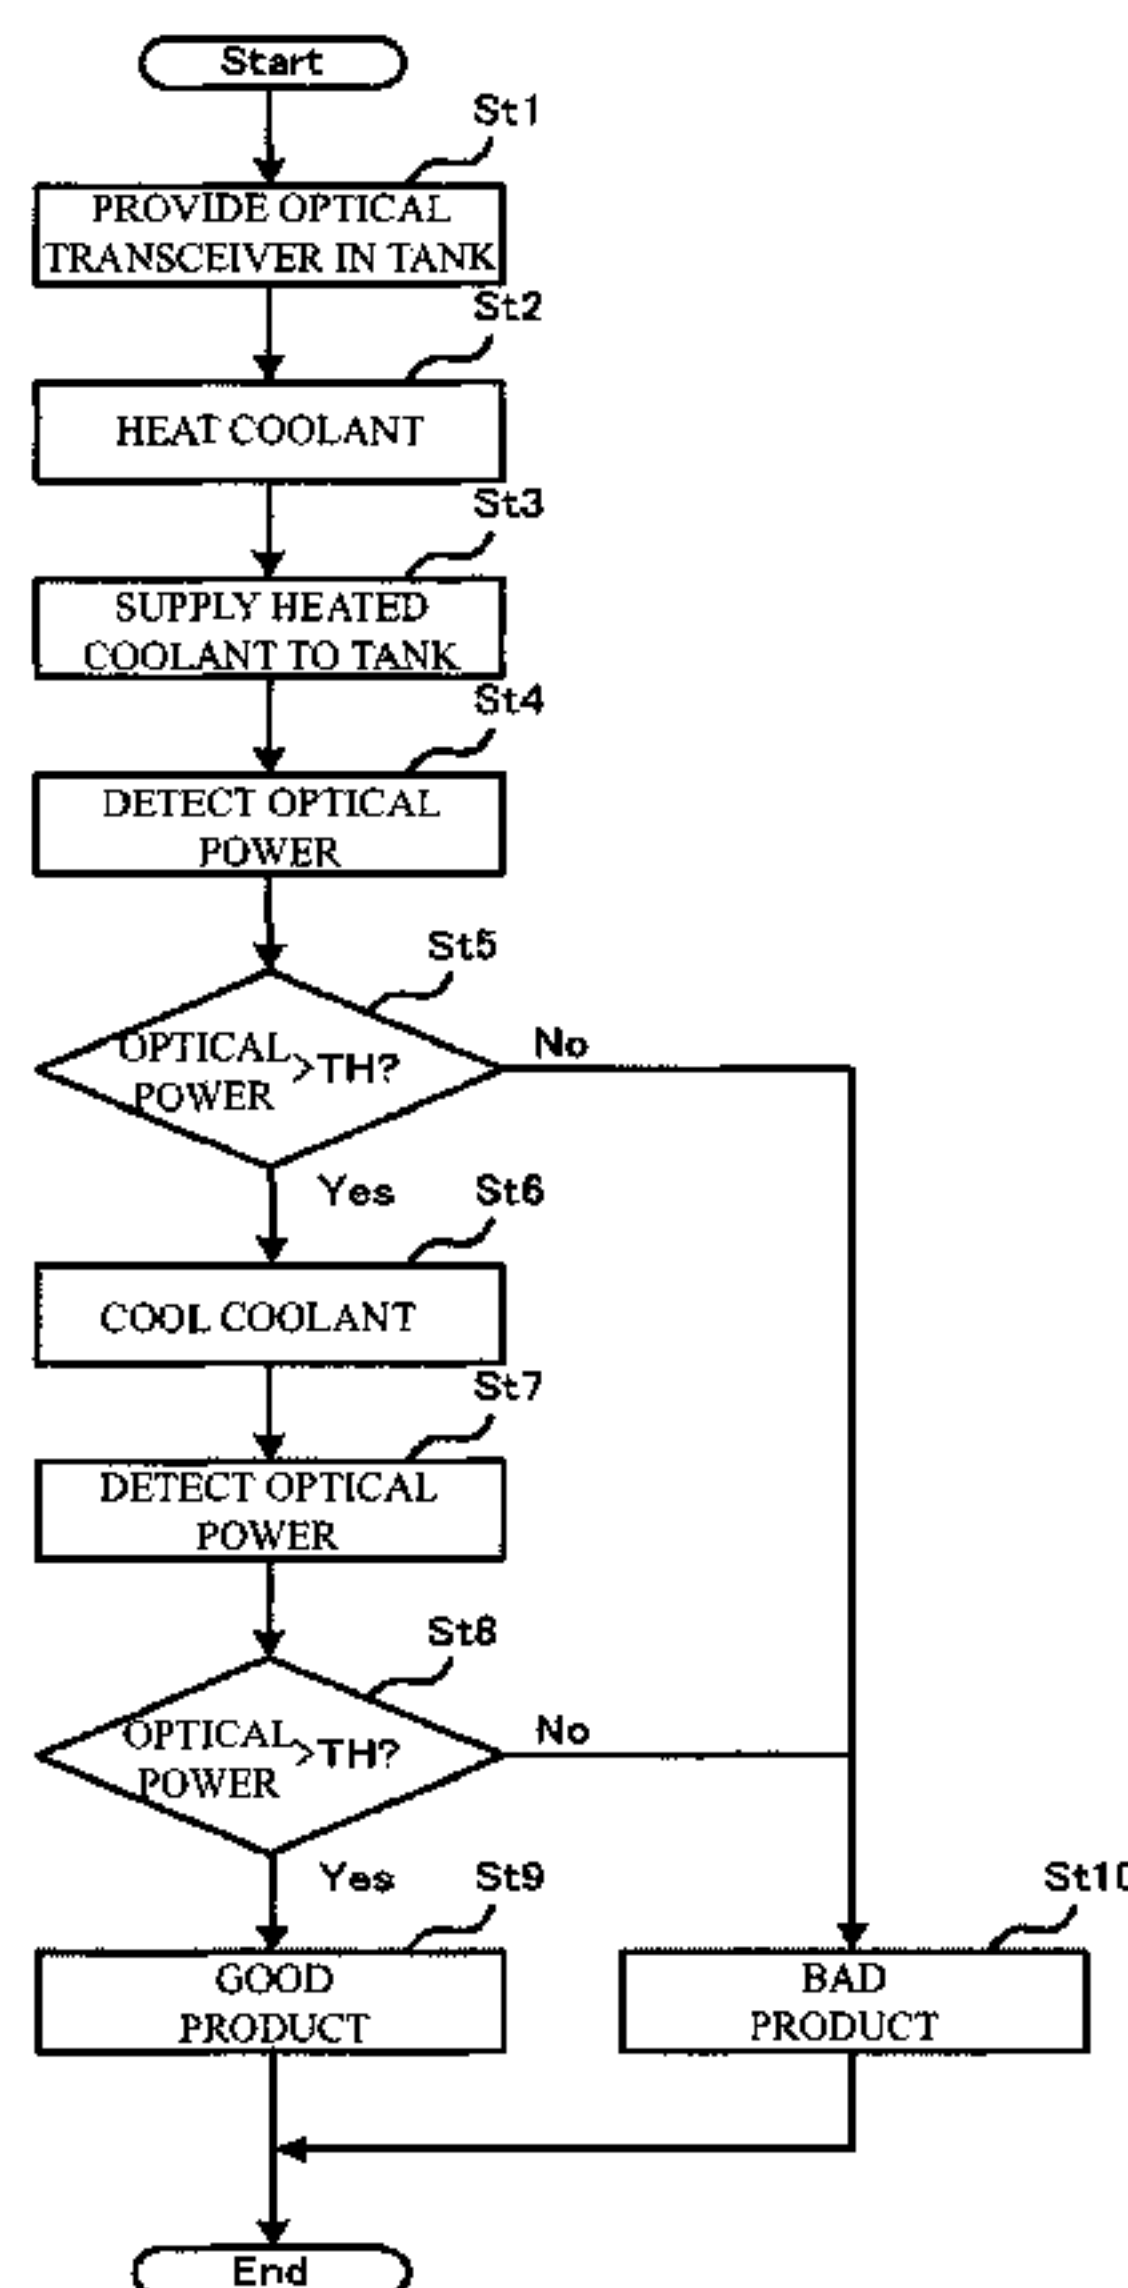 Start
St1
PROVIDE OPTICAL
TRANSCEIVER IN TANK
St2
HEAT COOLANT
St3
SUPPLY HEATED
COOLANT TO TANK
St4
DETECT OPTICAL
POWER
St5
OPTICAL
POWER
>TH?
No
Yes
St6
COOL COOLANT
St7
DETECT OPTICAL
POWER
St8
OPTICAL
POWER
>TH?
No
Yes
St9
GOOD
PRODUCT
St10
BAD
PRODUCT
End